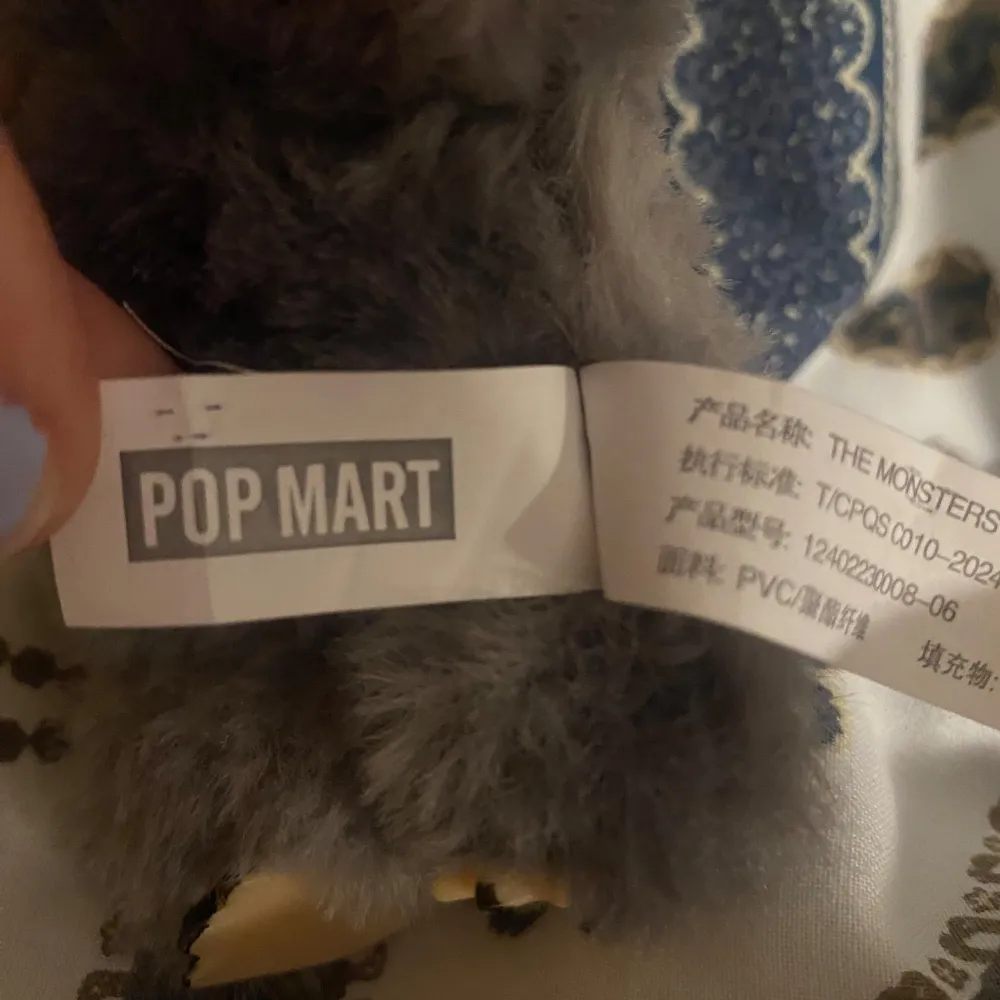 POP MART
产品名称: THE MONSTERS
执行标准: T/CPQS C010-2024
产品型号: 12402230008-06
面料: PVC/聚酯纤维
填充物: